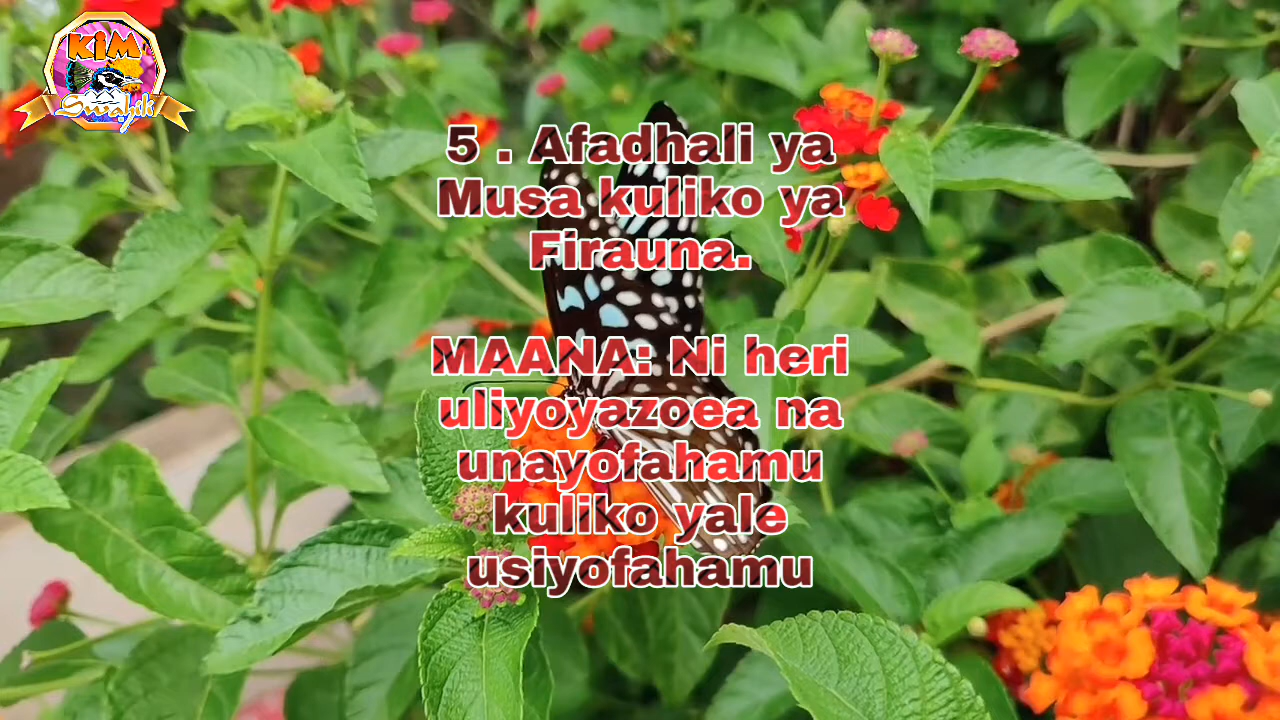 KIM
Swahili
5 . Afadhali ya
Musa kuliko ya
Firauna.
MAANA: Ni heri
uliyoyazoea na
unayofahamu
kuliko yale
usiyofahamu